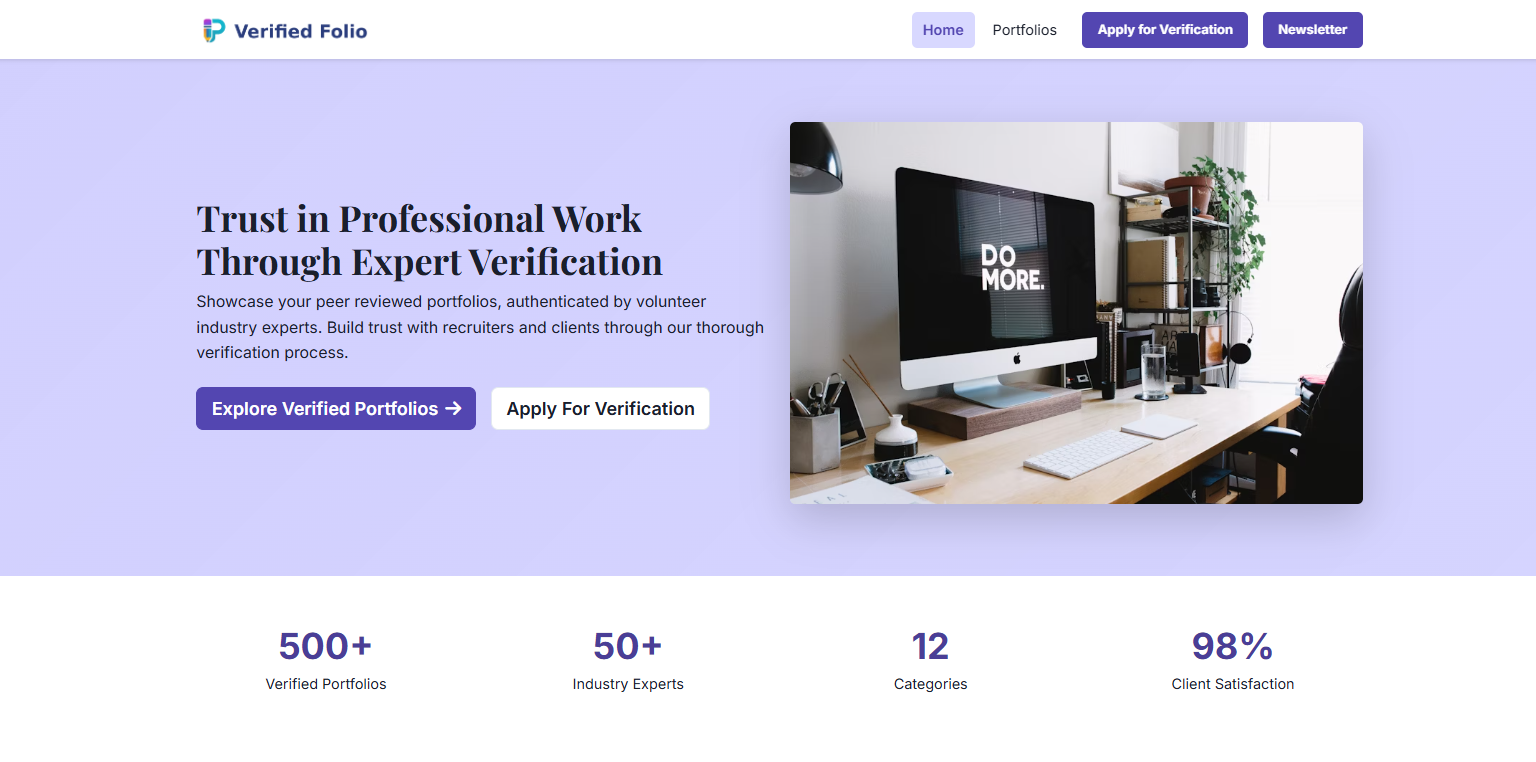 Verified Folio
Home
Portfolios
Apply for Verification
Newsletter
Trust in Professional Work
Through Expert Verification
Showcase your peer reviewed portfolios, authenticated by volunteer
industry experts. Build trust with recruiters and clients through our thorough
verification process.
Explore Verified Portfolios →
Apply For Verification
DO
MORE.
500+
Verified Portfolios
50+
Industry Experts
12
Categories
98%
Client Satisfaction